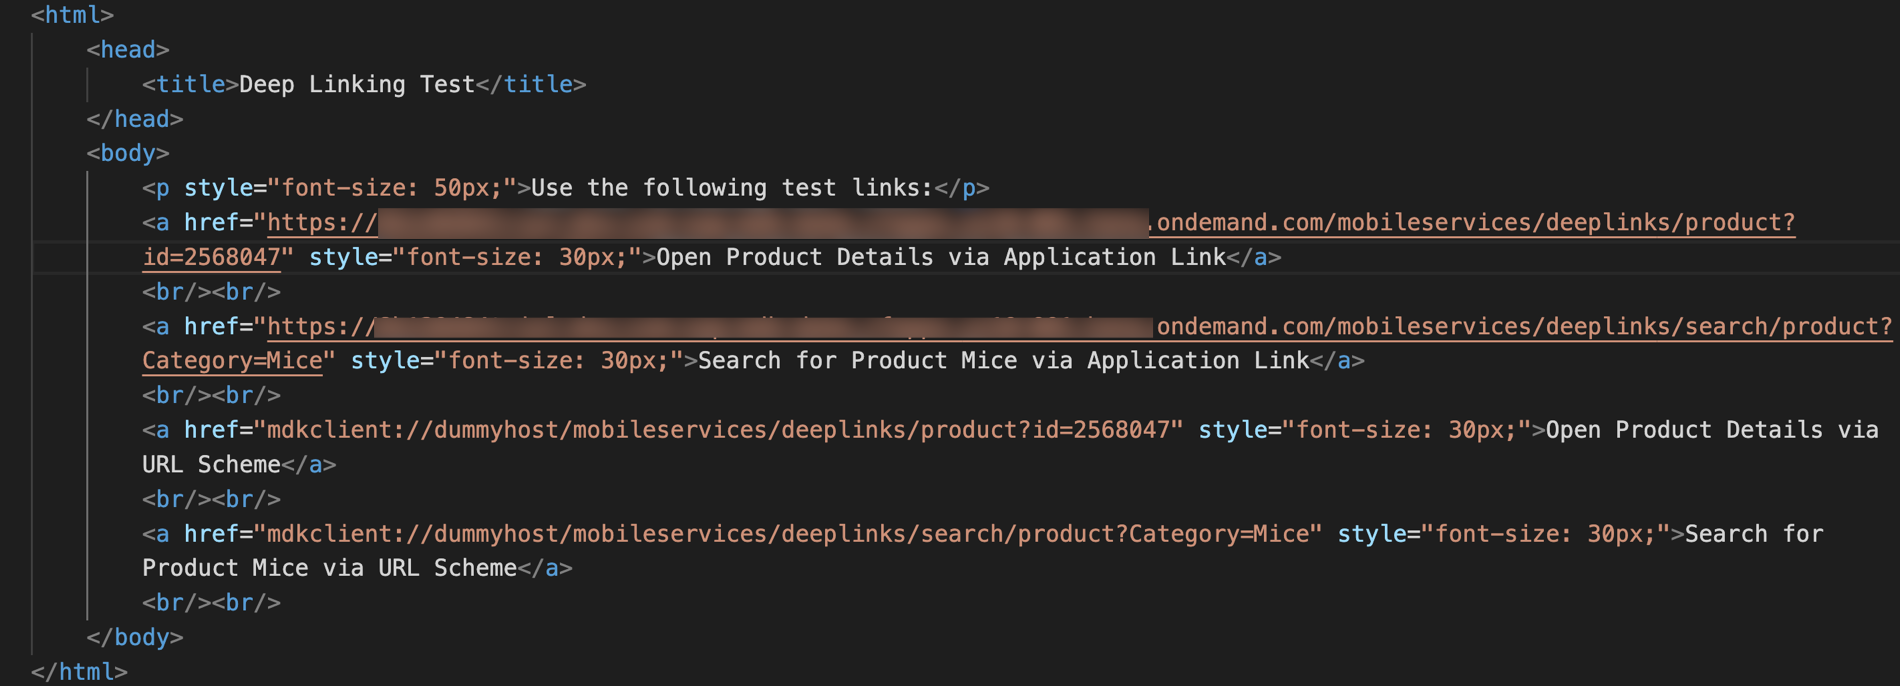 <html>
<head>
<title>Deep Linking Test</title>
</head>
<body>
<p style="font-size: 50px;">Use the following test links:</p>
<a href="https://.ondemand.com/mobileservices/deeplinks/product?
id=2568047" style="font-size: 30px;">Open Product Details via Application Link</a>
<br/><br/>
<a href="https://ondemand.com/mobileservices/deeplinks/search/product?
Category=Mice" style="font-size: 30px;">Search for Product Mice via Application Link</a>
<br/><br/>
<a href="mdkclient://dummyhost/mobileservices/deeplinks/product?id=2568047" style="font-size: 30px;">Open Product Details via
URL Scheme</a>
<br/><br/>
<a href="mdkclient://dummyhost/mobileservices/deeplinks/search/product?Category=Mice" style="font-size: 30px;">Search for
Product Mice via URL Scheme</a>
<br/><br/>
</body>
</html>